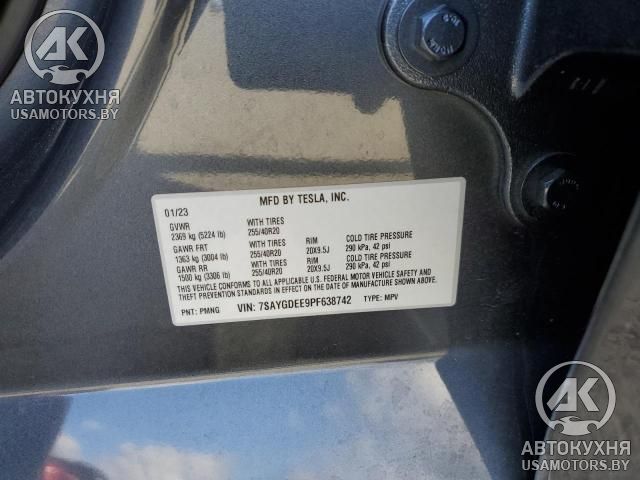 AK
АВТОКУХНЯ
USAMOTORS.BY
MFD BY TESLA, INC.
01/23
GVWR WITH TIRES
2369 kg (5224 lb) 255/40R20
GAWR FRT WITH TIRES RIM COLD TIRE PRESSURE
1363 kg (3004 lb) 255/40R20 20X9.5J 290 kPa, 42 psi
GAWR RR WITH TIRES RIM COLD TIRE PRESSURE
1500 kg (3306 lb) 255/40R20 20X9.5J 290 kPa, 42 psi
THIS VEHICLE CONFORMS TO ALL APPLICABLE U.S. FEDERAL MOTOR VEHICLE SAFETY AND
THEFT PREVENTION STANDARDS IN EFFECT ON THE DATE OF MANUFACTURE SHOWN ABOVE.
PNT: PMNG VIN: 7SAYGDEE9PF638742 TYPE: MPV
AK
АВТОКУХНЯ
USAMOTORS.BY